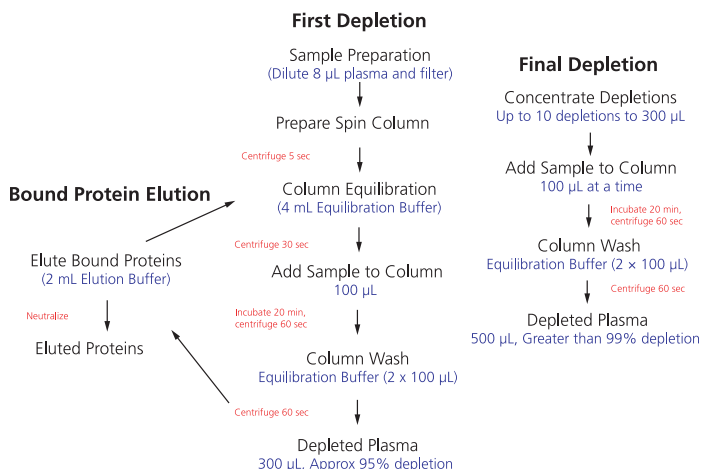 First Depletion
Sample Preparation
(Dilute 8 µL plasma and filter)
Prepare Spin Column
Centrifuge 5 sec
Column Equilibration
(4 mL Equilibration Buffer)
Centrifuge 30 sec
Add Sample to Column
100 µL
Incubate 20 min,
centrifuge 60 sec
Column Wash
Equilibration Buffer (2 x 100 µL)
Centrifuge 60 sec
Depleted Plasma
300 µL, Approx 95% depletion
Bound Protein Elution
Elute Bound Proteins
(2 mL Elution Buffer)
Neutralize
Eluted Proteins
Final Depletion
Concentrate Depletions
Up to 10 depletions to 300 µL
Add Sample to Column
100 µL at a time
Incubate 20 min,
centrifuge 60 sec
Column Wash
Equilibration Buffer (2 × 100 µL)
Centrifuge 60 sec
Depleted Plasma
500 µL, Greater than 99% depletion